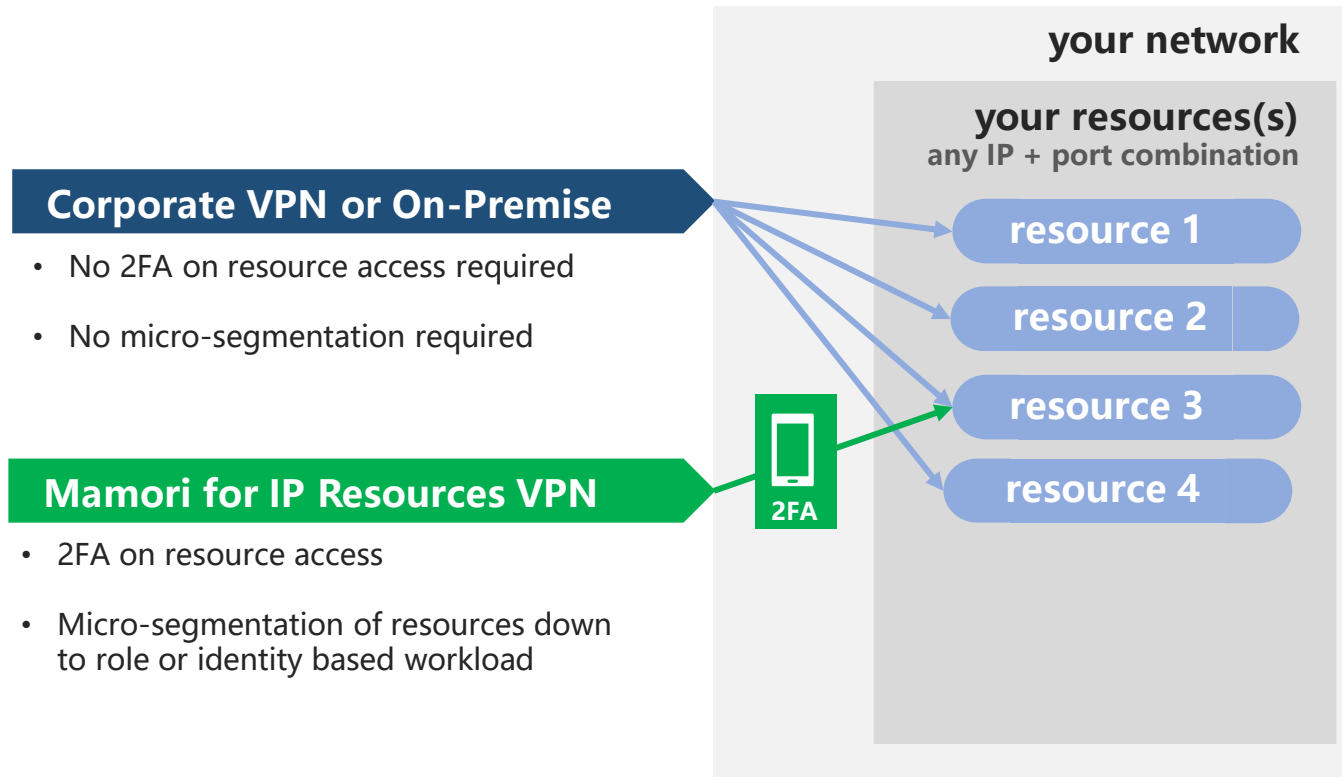 your network
your resources(s)
any IP + port combination
Corporate VPN or On-Premise
• No 2FA on resource access required
• No micro-segmentation required
resource 1
resource 2
resource 3
resource 4
2FA
Mamori for IP Resources VPN
• 2FA on resource access
• Micro-segmentation of resources down
to role or identity based workload